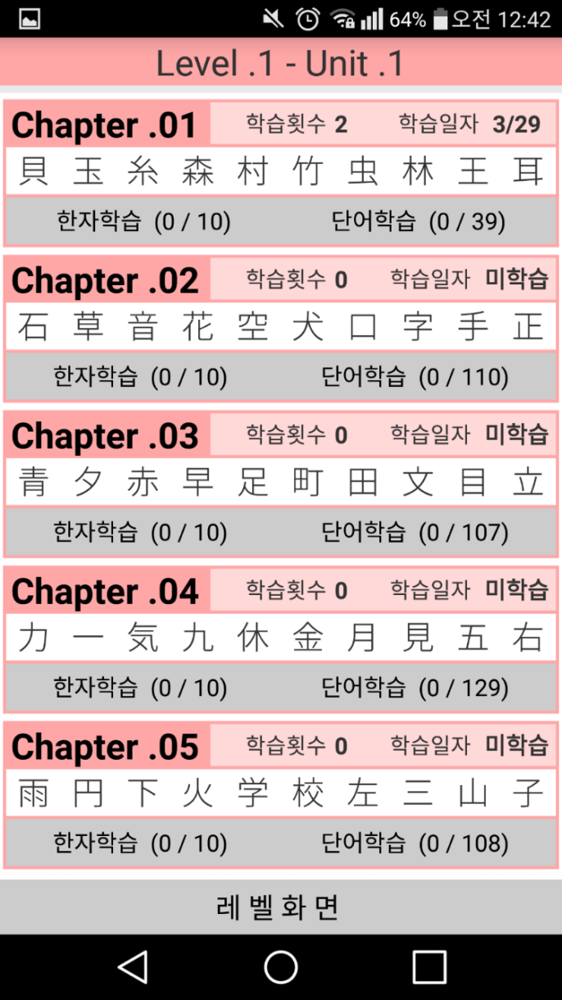 64% 오전 12:42
Level .1 - Unit .1
Chapter .01 학습횟수 2 학습일자 3/29
貝 玉 糸 森 村 竹 虫 林 王 耳
한자학습 (0 / 10) 단어학습 (0 / 39)
Chapter .02 학습횟수 0 학습일자 미학습
石 草 音 花 空 犬 口 字 手 正
한자학습 (0 / 10) 단어학습 (0 / 110)
Chapter .03 학습횟수 0 학습일자 미학습
青 夕 赤 早 足 町 田 文 目 立
한자학습 (0 / 10) 단어학습 (0 / 107)
Chapter .04 학습횟수 0 학습일자 미학습
力 一 気 九 休 金 月 見 五 右
한자학습 (0 / 10) 단어학습 (0 / 129)
Chapter .05 학습횟수 0 학습일자 미학습
雨 円 下 火 学 校 左 三 山 子
한자학습 (0 / 10) 단어학습 (0 / 108)
레 벨 화 면